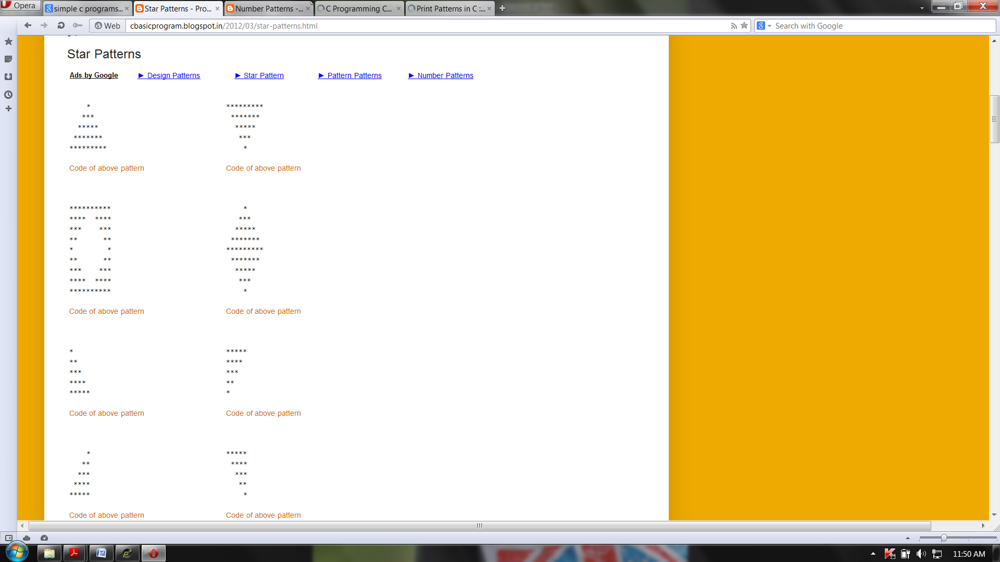 Opera
simple c programs...
Star Patterns - Pro...
Number Patterns -...
C Programming C...
Print Patterns in C :...
Web
cbasicprogram.blogspot.in/2012/03/star-patterns.html
Search with Google
Star Patterns
Ads by Google
► Design Patterns
► Star Pattern
► Pattern Patterns
► Number Patterns
    *        *********
   ***        *******
  *****        *****
 *******        ***
*********        *
Code of above pattern    Code of above pattern
**********        *
****  ****       ***
***    ***      *****
**      **     *******
*        *    *********
**      **     *******
***    ***      *****
****  ****       ***
**********        *
Code of above pattern    Code of above pattern
*        *****
**       ****
***      ***
****     **
*****    *
Code of above pattern    Code of above pattern
    *    *****
   **     ****
  ***      ***
 ****       **
*****        *
Code of above pattern    Code of above pattern
11:50 AM